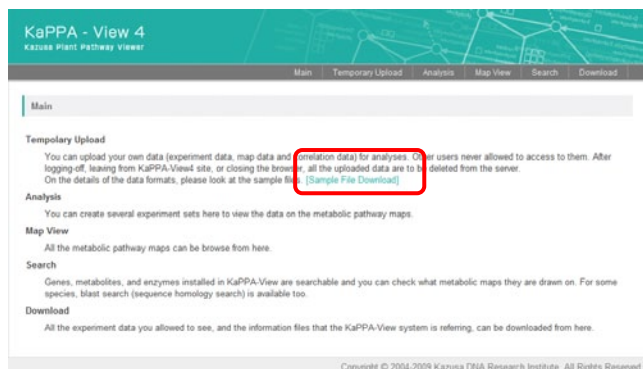 KaPPA - View 4
Kazusa Plant Pathway Viewer
Main Temporary Upload Analysis Map View Search Download
Main
Tempolary Upload
You can upload your own data (experiment data, map data and correlation data) for analyses. Other users never allowed to access to them. After
logging-off, leaving from KaPPA-View4 site, or closing the browser, all the uploaded data are to be deleted from the server.
On the details of the data formats, please look at the sample files. [Sample File Download]
Analysis
You can create several experiment sets here to view the data on the metabolic pathway maps.
Map View
All the metabolic pathway maps can be browse from here.
Search
Genes, metabolites, and enzymes installed in KaPPA-View are searchable and you can check what metabolic maps they are drawn on. For some
species, blast search (sequence homology search) is available too.
Download
All the experiment data you allowed to see, and the information files that the KaPPA-View system is referring, can be downloaded from here.
Copyright © 2004-2009 Kazusa DNA Research Institute. All Rights Reserved